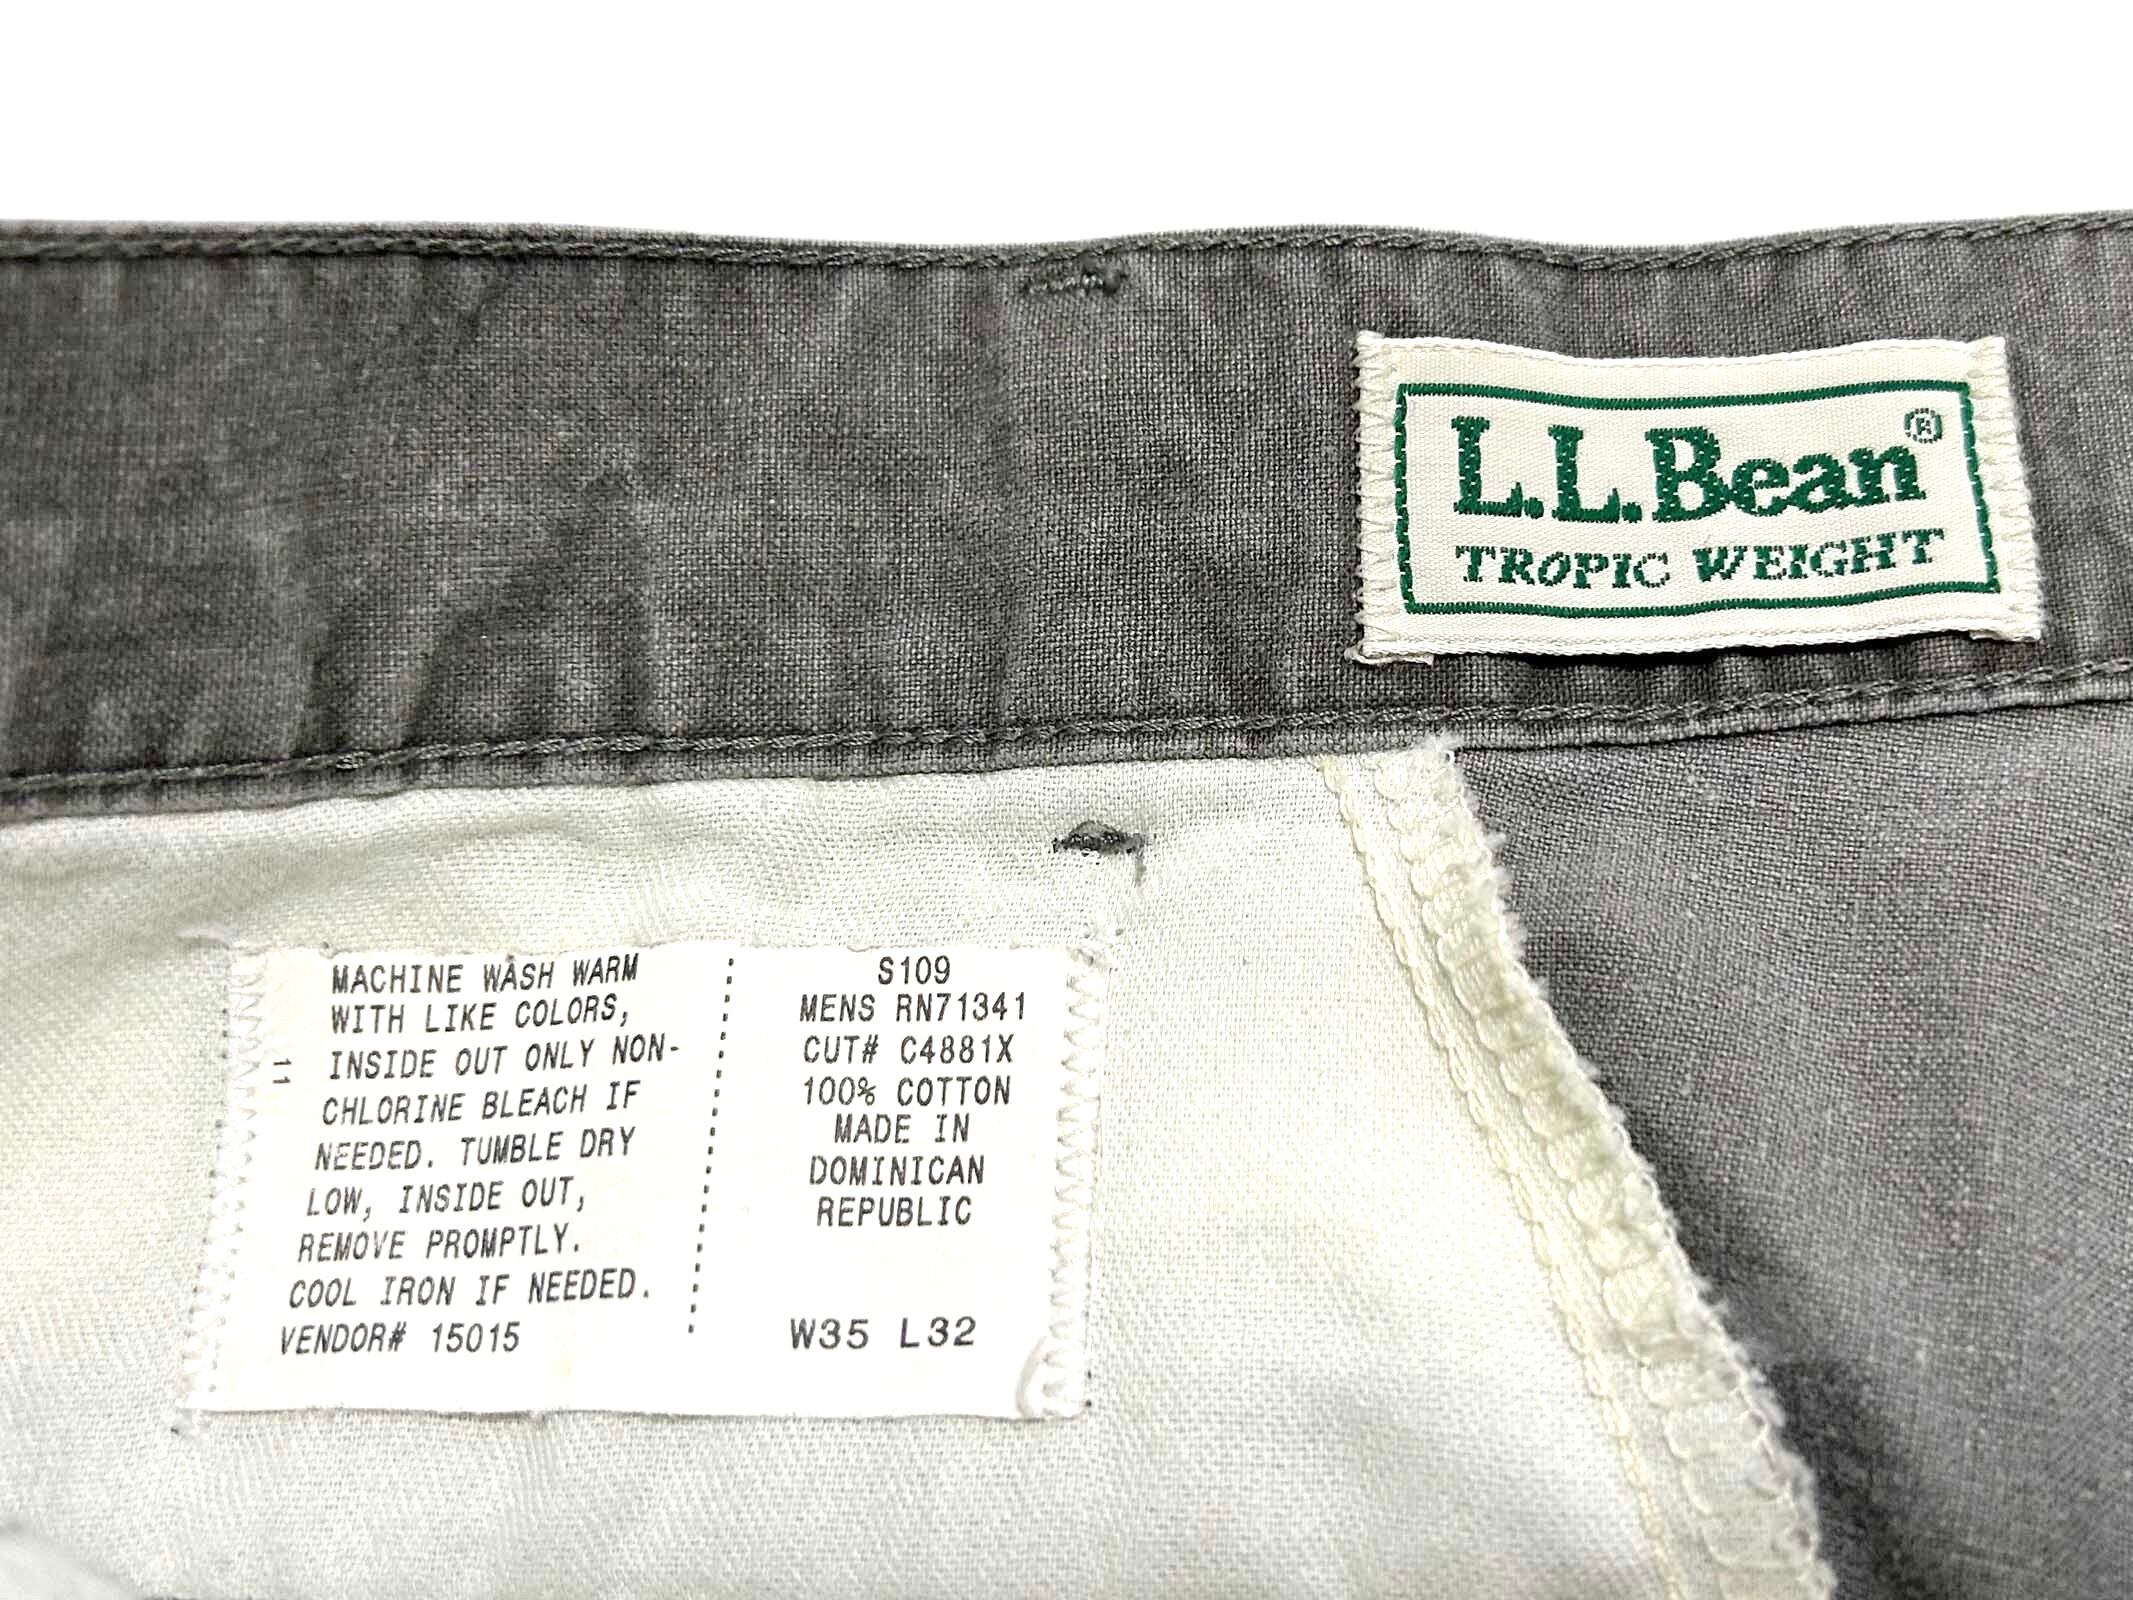 L.L.Bean®
TROPIC WEIGHT
MACHINE WASH WARM
WITH LIKE COLORS,
INSIDE OUT ONLY NON-
CHLORINE BLEACH IF
NEEDED. TUMBLE DRY
LOW, INSIDE OUT,
REMOVE PROMPTLY.
COOL IRON IF NEEDED.
VENDOR# 15015
S109
MENS RN71341
CUT# C4881X
100% COTTON
MADE IN
DOMINICAN
REPUBLIC
W35 L32